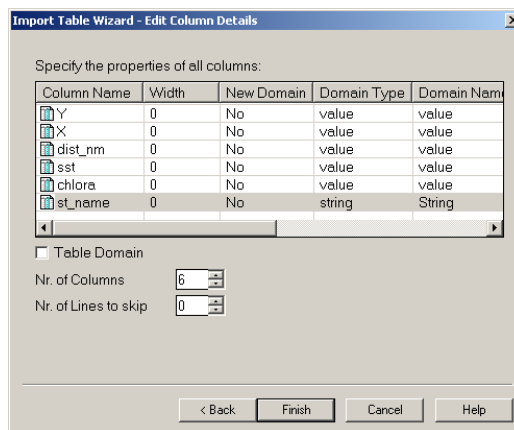 Import Table Wizard - Edit Column Details
Specify the properties of all columns:
Column Name Width New Domain Domain Type Domain Name
Y 0 No value value
X 0 No value value
dist_nm 0 No value value
sst 0 No value value
chlora 0 No value value
st_name 0 No string String
Table Domain
Nr. of Columns 6
Nr. of Lines to skip 0
< Back Finish Cancel Help